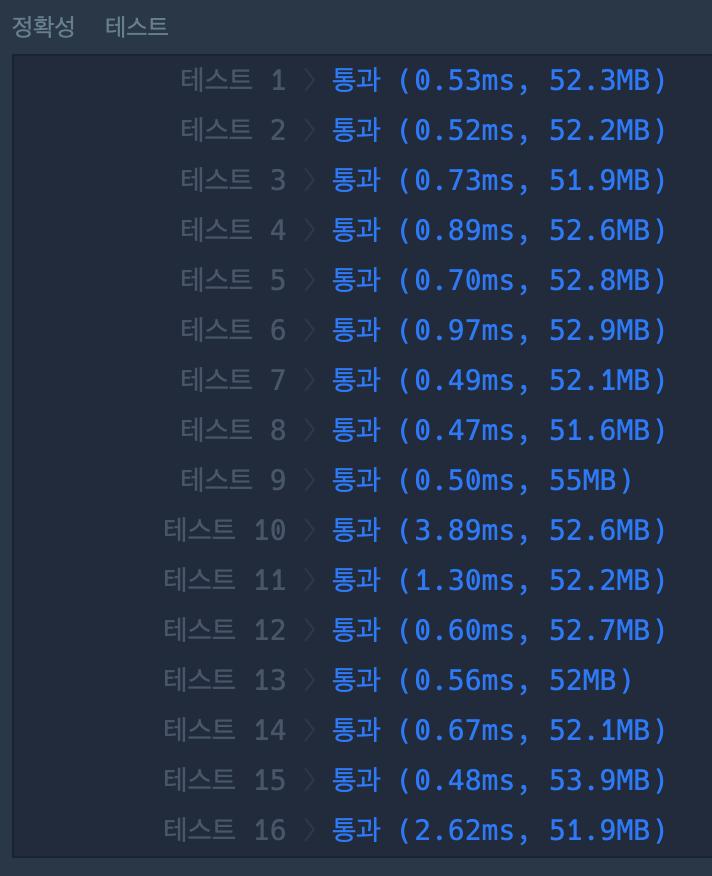 정확성 테스트
테스트 1 〉 통과 (0.53ms, 52.3MB)
테스트 2 〉 통과 (0.52ms, 52.2MB)
테스트 3 〉 통과 (0.73ms, 51.9MB)
테스트 4 〉 통과 (0.89ms, 52.6MB)
테스트 5 〉 통과 (0.70ms, 52.8MB)
테스트 6 〉 통과 (0.97ms, 52.9MB)
테스트 7 〉 통과 (0.49ms, 52.1MB)
테스트 8 〉 통과 (0.47ms, 51.6MB)
테스트 9 〉 통과 (0.50ms, 55MB)
테스트 10 〉 통과 (3.89ms, 52.6MB)
테스트 11 〉 통과 (1.30ms, 52.2MB)
테스트 12 〉 통과 (0.60ms, 52.7MB)
테스트 13 〉 통과 (0.56ms, 52MB)
테스트 14 〉 통과 (0.67ms, 52.1MB)
테스트 15 〉 통과 (0.48ms, 53.9MB)
테스트 16 〉 통과 (2.62ms, 51.9MB)